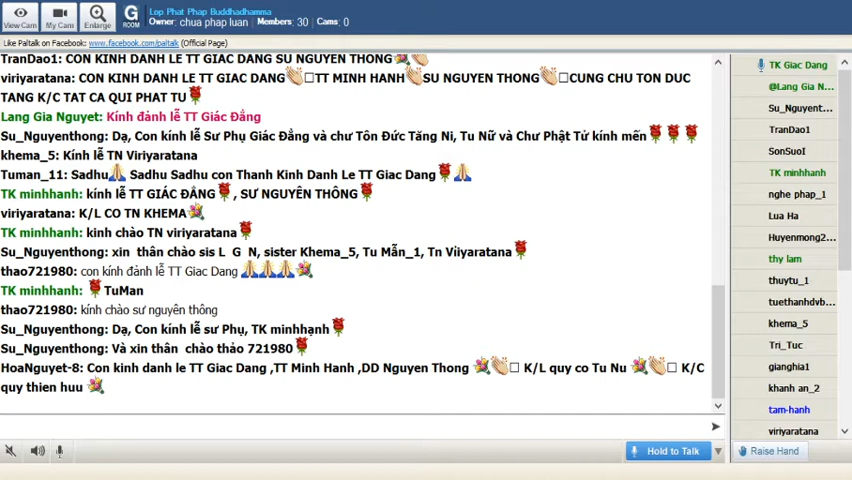 Lop Phat Phap Buddhadhamma
Owner: chua phap luan Members: 30 Cams: 0
View Cam
My Cam
Enlarge
G
ROOM
Like Paltalk on Facebook: www.facebook.com/paltalk (Official Page)
TranDao1: CON KINH DANH LE TT GIAC DANG SU NGUYEN THONG
viriyaratana: CON KINH DANH LE TT GIAC DANG TT MINH HANH SU NGUYEN THONG CUNG CHU TON DUC
TANG K/C TAT CA QUI PHAT TU
Lang Gia Nguyet: Kính đảnh lễ TT Giác Đẳng
Su_Nguyenthong: Dạ, Con kính lễ Sư Phụ Giác Đẳng và chư Tôn Đức Tăng Ni, Tu Nữ và Chư Phật Tử kính mến
khema_5: Kính lễ TN Viriyaratana
Tuman_11: Sadhu Sadhu Sadhu con Thanh Kinh Danh Le TT Giac Dang
TK minhhanh: kính lễ TT GIÁC ĐẲNG , SƯ NGUYÊN THÔNG
viriyaratana: K/L CO TN KHEMA
TK minhhanh: kinh chào TN viriyaratana
Su_Nguyenthong: xin thân chào sis L G N, sister Khema_5, Tu Mẫn_1, Tn Viiyaratana
thao721980: con kính đảnh lễ TT Giac Dang
TK minhhanh: TuMan
thao721980: kính chào sư nguyên thông
Su_Nguyenthong: Dạ, Con kính lễ sư Phụ, TK minhhạnh
Su_Nguyenthong: Và xin thân chào thảo 721980
HoaNguyet-8: Con kinh danh le TT Giac Dang ,TT Minh Hanh ,DD Nguyen Thong K/L quy co Tu Nu K/C
quy thien huu
TK Giac Dang
@Lang Gia N...
Su_Nguyent...
TranDao1
SonSuoI
TK minhhanh
nghe phap_1
Lua Ha
Huyenmong2...
thy lam
thuytu_1
tuethanhdvb...
khema_5
Tri_Tuc
gianghia1
khanh an_2
tam-hanh
viriyaratana
Hold to Talk
Raise Hand